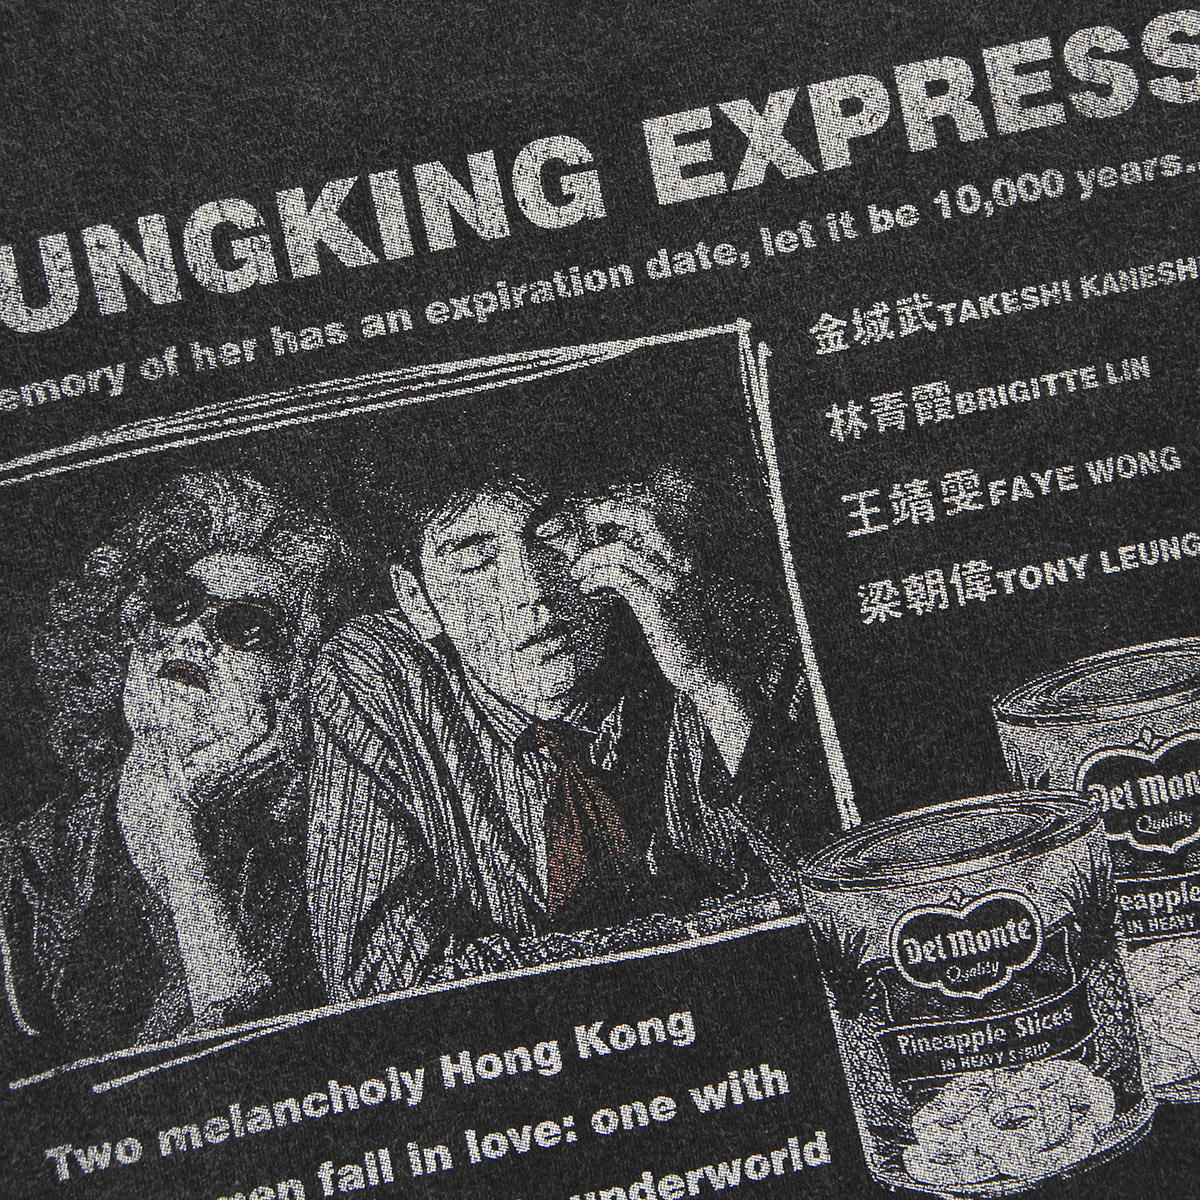 UNGKING EXPRESS
emory of her has an expiration date, let it be 10,000 years..
金城武TAKESHI KANESHI
林青霞BRIGITTE LIN
王靖雯FAYE WONG
梁朝偉TONY LEUNG
Del Mont
Quality
eapple
IN HEAVY
Del Monte
Quality
Pineapple Slices
IN HEAVY SYRUP
Two melancholy Hong Kong
men fall in love: one with
underworld